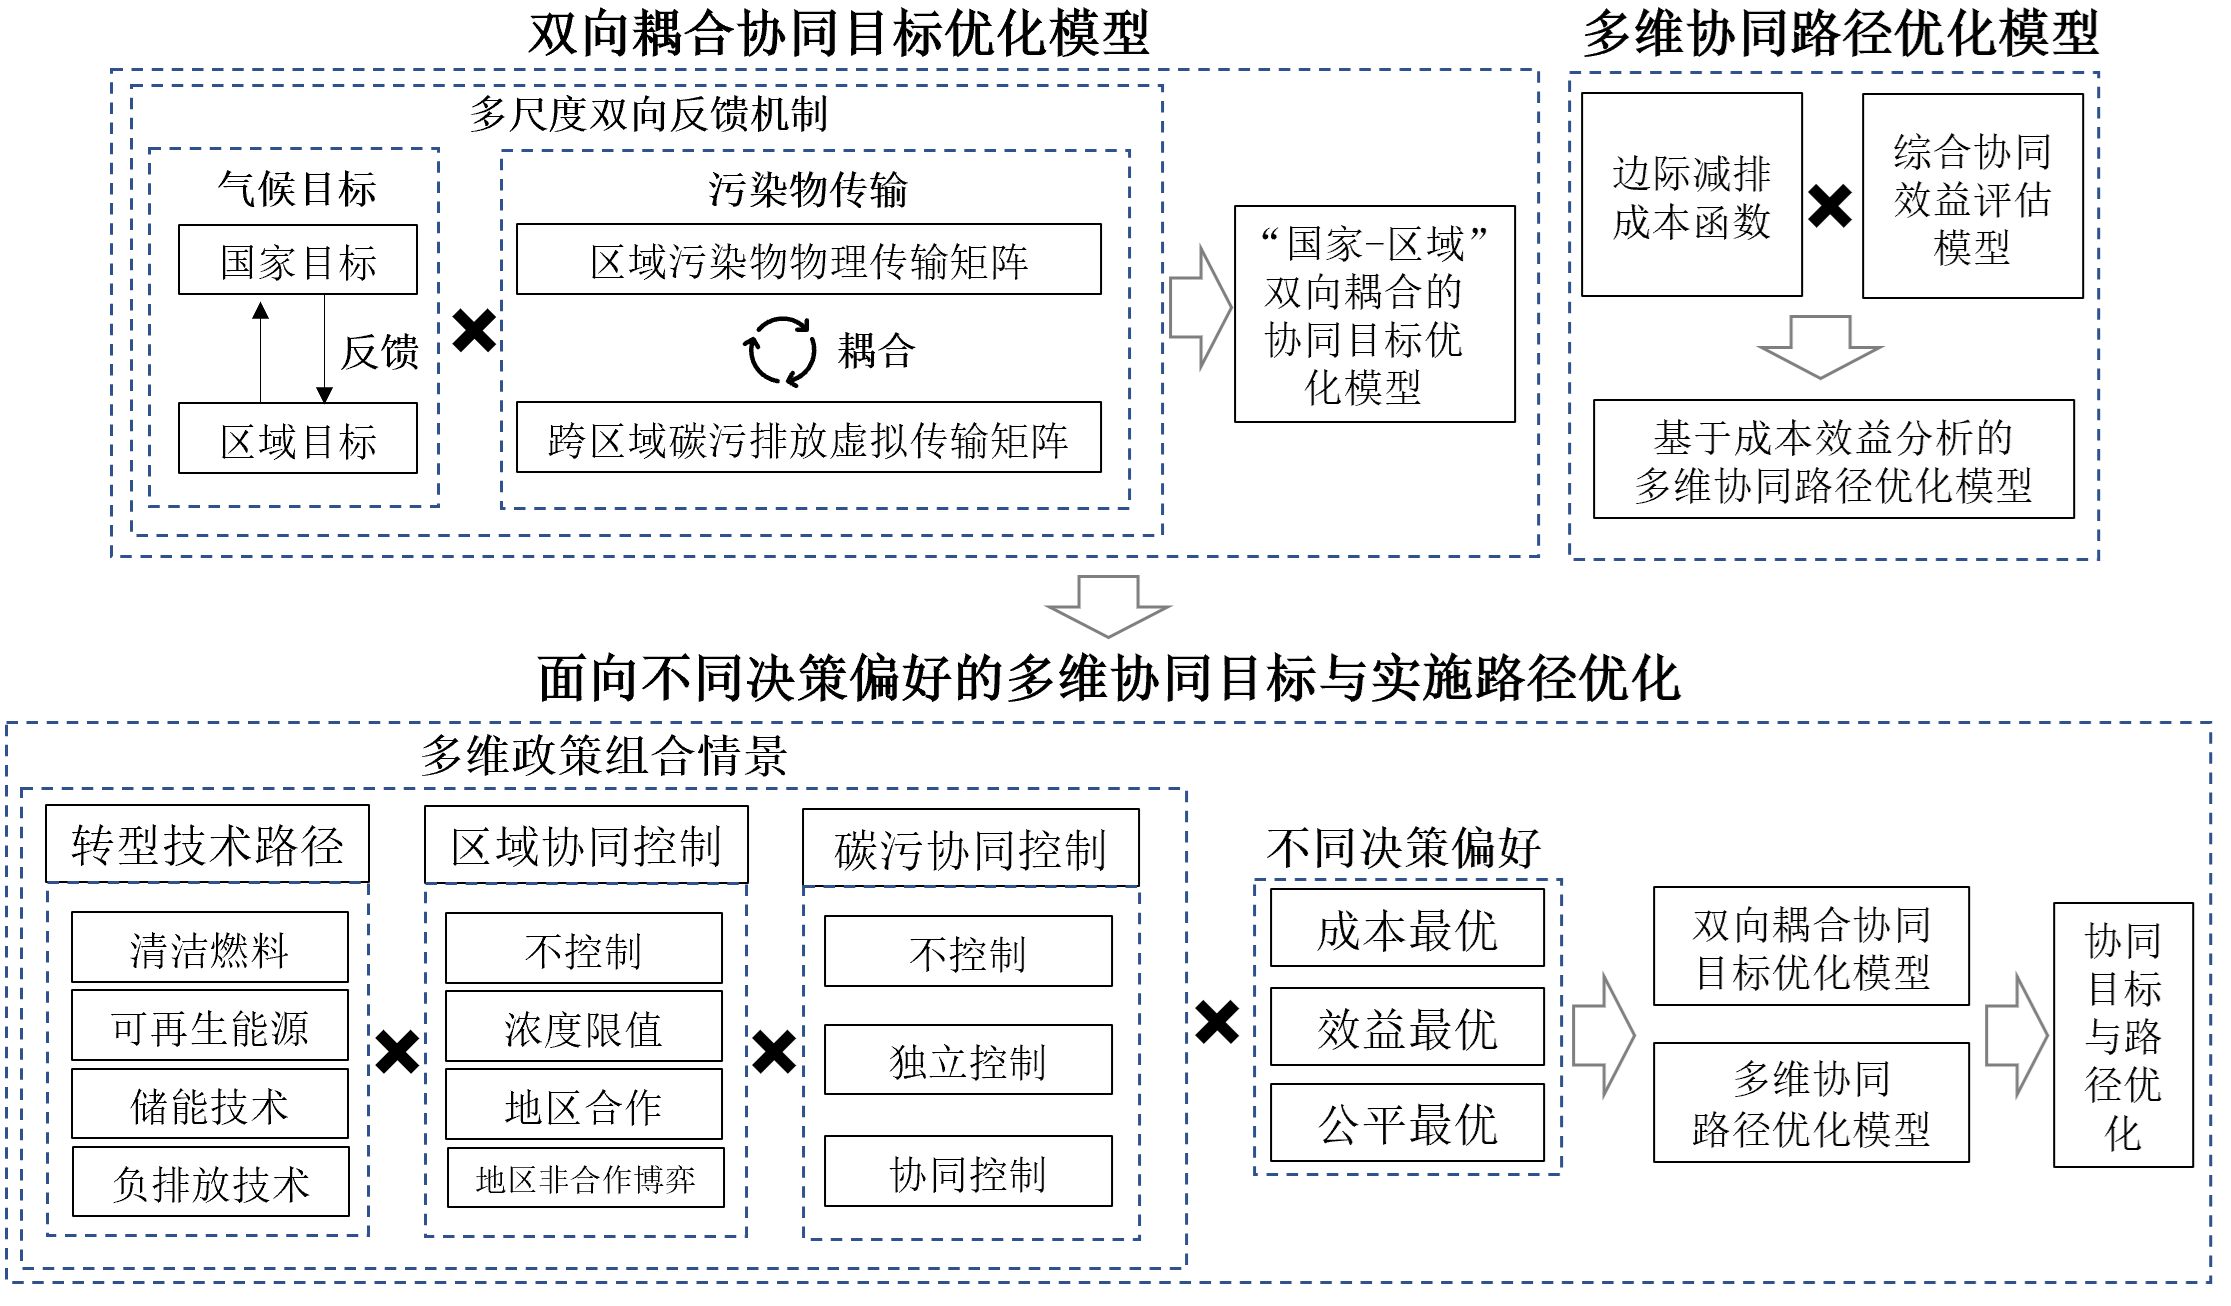 双向耦合协同目标优化模型
多尺度双向反馈机制
气候目标
国家目标
反馈
区域目标
污染物传输
区域污染物物理传输矩阵
耦合
跨区域碳污排放虚拟传输矩阵
“国家-区域”
双向耦合的
协同目标优
化模型
多维协同路径优化模型
边际减排
成本函数
综合协同
效益评估
模型
基于成本效益分析的
多维协同路径优化模型
面向不同决策偏好的多维协同目标与实施路径优化
多维政策组合情景
转型技术路径
清洁燃料
可再生能源
储能技术
负排放技术
区域协同控制
不控制
浓度限值
地区合作
地区非合作博弈
碳污协同控制
不控制
独立控制
协同控制
不同决策偏好
成本最优
效益最优
公平最优
双向耦合协同
目标优化模型
多维协同
路径优化模型
协同
目标
与路
径优
化